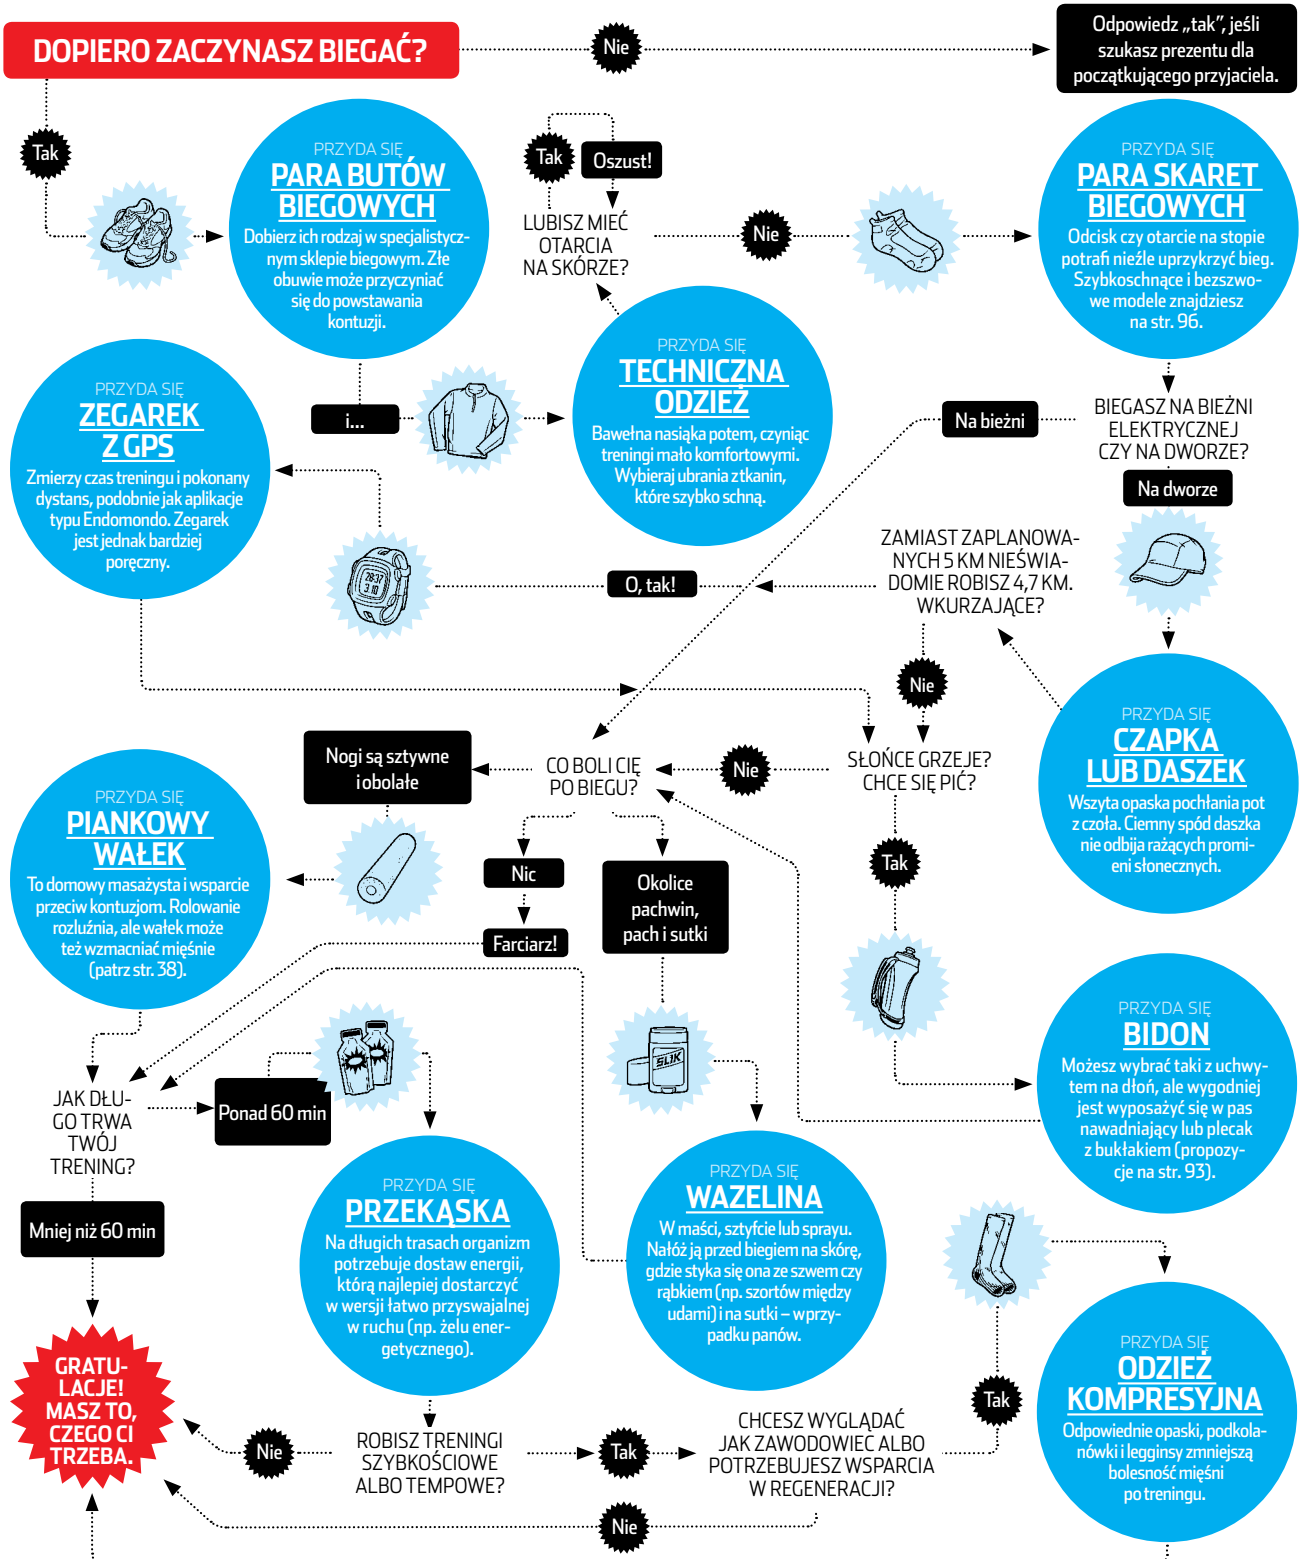 DOPIERO ZACZYNASZ BIEGAĆ?
Nie
Odpowiedz „tak”, jeśli
szukasz prezentu dla
początkującego przyjaciela.
Tak
PRZYDA SIĘ
PARA BUTÓW
BIEGOWYCH
Dobierz ich rodzaj w specjalistycz-
nym sklepie biegowym. Złe
obuwie może przyczyniać
się do powstawania
kontuzji.
i...
PRZYDA SIĘ
TECHNICZNA
ODZIEŻ
Bawełna nasiąka potem, czyniąc
treningi mało komfortowymi.
Wybieraj ubrania z tkanin,
które szybko schną.
LUBISZ MIEĆ
OTARCIA
NA SKÓRZE?
Tak
Oszust!
Nie
PRZYDA SIĘ
PARA SKARET
BIEGOWYCH
Odcisk czy otarcie na stopie
potrafi nieźle uprzykrzyć bieg.
Szybkoschnące i bezszwo-
we modele znajdziesz
na str. 96.
BIEGASZ NA BIEŻNI
ELEKTRYCZNEJ
CZY NA DWORZE?
Na bieżni
Na dworze
PRZYDA SIĘ
CZAPKA
LUB DASZEK
Wszyta opaska pochłania pot
z czoła. Ciemny spód daszka
nie odbija rażących promi-
eni słonecznych.
ZAMIAST ZAPLANOWA-
NYCH 5 KM NIEŚWIA-
DOMIE ROBISZ 4,7 KM.
WKURZAJĄCE?
O, tak!
28:37
3.10
PRZYDA SIĘ
ZEGAREK
Z GPS
Zmierzy czas treningu i pokonany
dystans, podobnie jak aplikacje
typu Endomondo. Zegarek
jest jednak bardziej
poręczny.
Nie
SŁOŃCE GRZEJE?
CHCE SIĘ PIĆ?
Nie
Tak
PRZYDA SIĘ
BIDON
Możesz wybrać taki z uchwy-
tem na dłoń, ale wygodniej
jest wyposażyć się w pas
nawadniający lub plecak
z bukłakiem (propozy-
cje na str. 93).
CO BOLI CIĘ
PO BIEGU?
Nogi są sztywne
i obolałe
PRZYDA SIĘ
PIANKOWY
WAŁEK
To domowy masażysta i wsparcie
przeciw kontuzjom. Rolowanie
rozluźnia, ale wałek może
też wzmacniać mięśnie
(patrz str. 38).
Nic
Farciarz!
Okolice
pachwin,
pach i sutki
SLIK
PRZYDA SIĘ
WAZELINA
W maści, sztyfcie lub sprayu.
Nałóż ją przed biegiem na skórę,
gdzie styka się ona ze szwem czy
rąbkiem (np. szortów między
udami) i na sutki – w przy-
padku panów.
JAK DŁU-
GO TRWA
TWÓJ
TRENING?
Ponad 60 min
Mniej niż 60 min
PRZYDA SIĘ
PRZEKĄSKA
Na długich trasach organizm
potrzebuje dostaw energii,
którą najlepiej dostarczyć
w wersji łatwo przyswajalnej
w ruchu (np. żelu ener-
getycznego).
ROBISZ TRENINGI
SZYBKOŚCIOWE
ALBO TEMPOWE?
Nie
Tak
CHCESZ WYGLĄDAĆ
JAK ZAWODOWIEC ALBO
POTRZEBUJESZ WSPARCIA
W REGENERACJI?
Nie
Tak
PRZYDA SIĘ
ODZIEŻ
KOMPRESYJNA
Odpowiednie opaski, podkola-
nówki i legginsy zmniejszą
bolesność mięśni
po treningu.
GRATU-
LACJE!
MASZ TO,
CZEGO CI
TRZEBA.